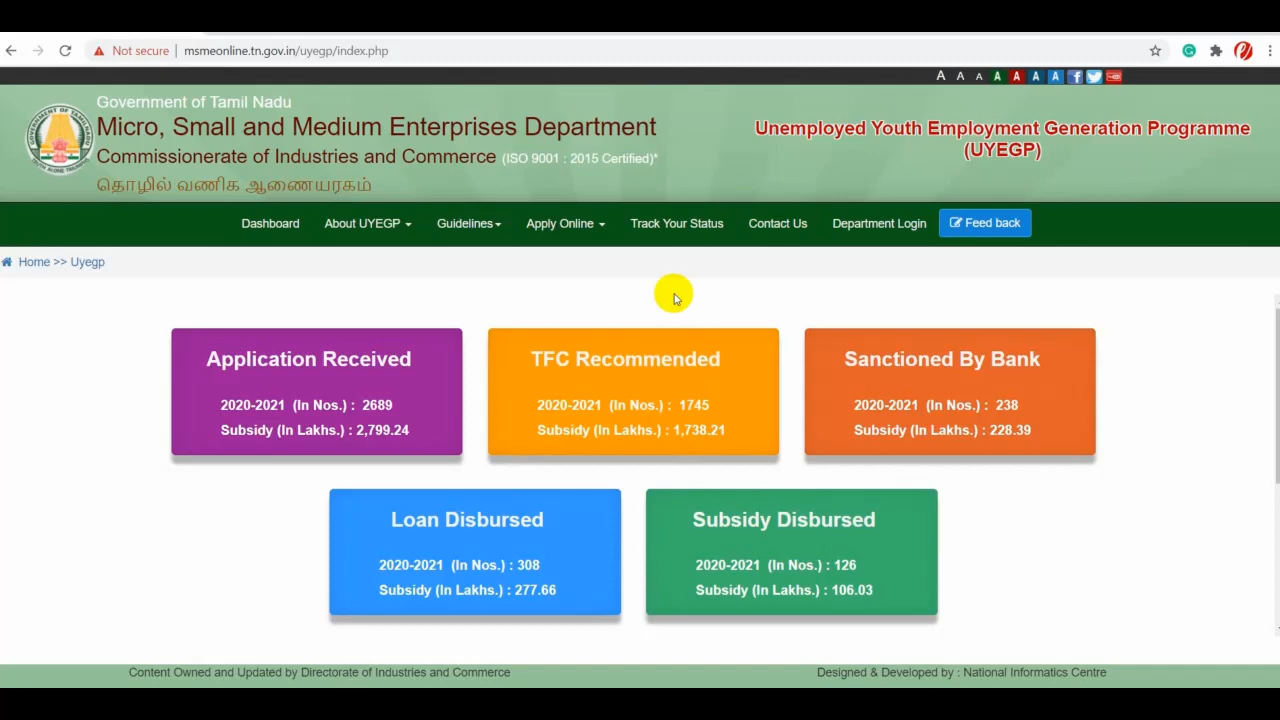 Not secure | msmeonline.tn.gov.in/uyegp/index.php
A A A A A A A
Government of Tamil Nadu
Micro, Small and Medium Enterprises Department
Commissionerate of Industries and Commerce (ISO 9001 : 2015 Certified)*
தொழில் வணிக ஆணையரகம்
Unemployed Youth Employment Generation Programme
(UYEGP)
Dashboard About UYEGP Guidelines Apply Online Track Your Status Contact Us Department Login Feed back
Home >> Uyegp
Application Received
2020-2021 (In Nos.) : 2689
Subsidy (In Lakhs.) : 2,799.24
TFC Recommended
2020-2021 (In Nos.) : 1745
Subsidy (In Lakhs.) : 1,738.21
Sanctioned By Bank
2020-2021 (In Nos.) : 238
Subsidy (In Lakhs.) : 228.39
Loan Disbursed
2020-2021 (In Nos.) : 308
Subsidy (In Lakhs.) : 277.66
Subsidy Disbursed
2020-2021 (In Nos.) : 126
Subsidy (In Lakhs.) : 106.03
Content Owned and Updated by Directorate of Industries and Commerce
Designed & Developed by : National Informatics Centre